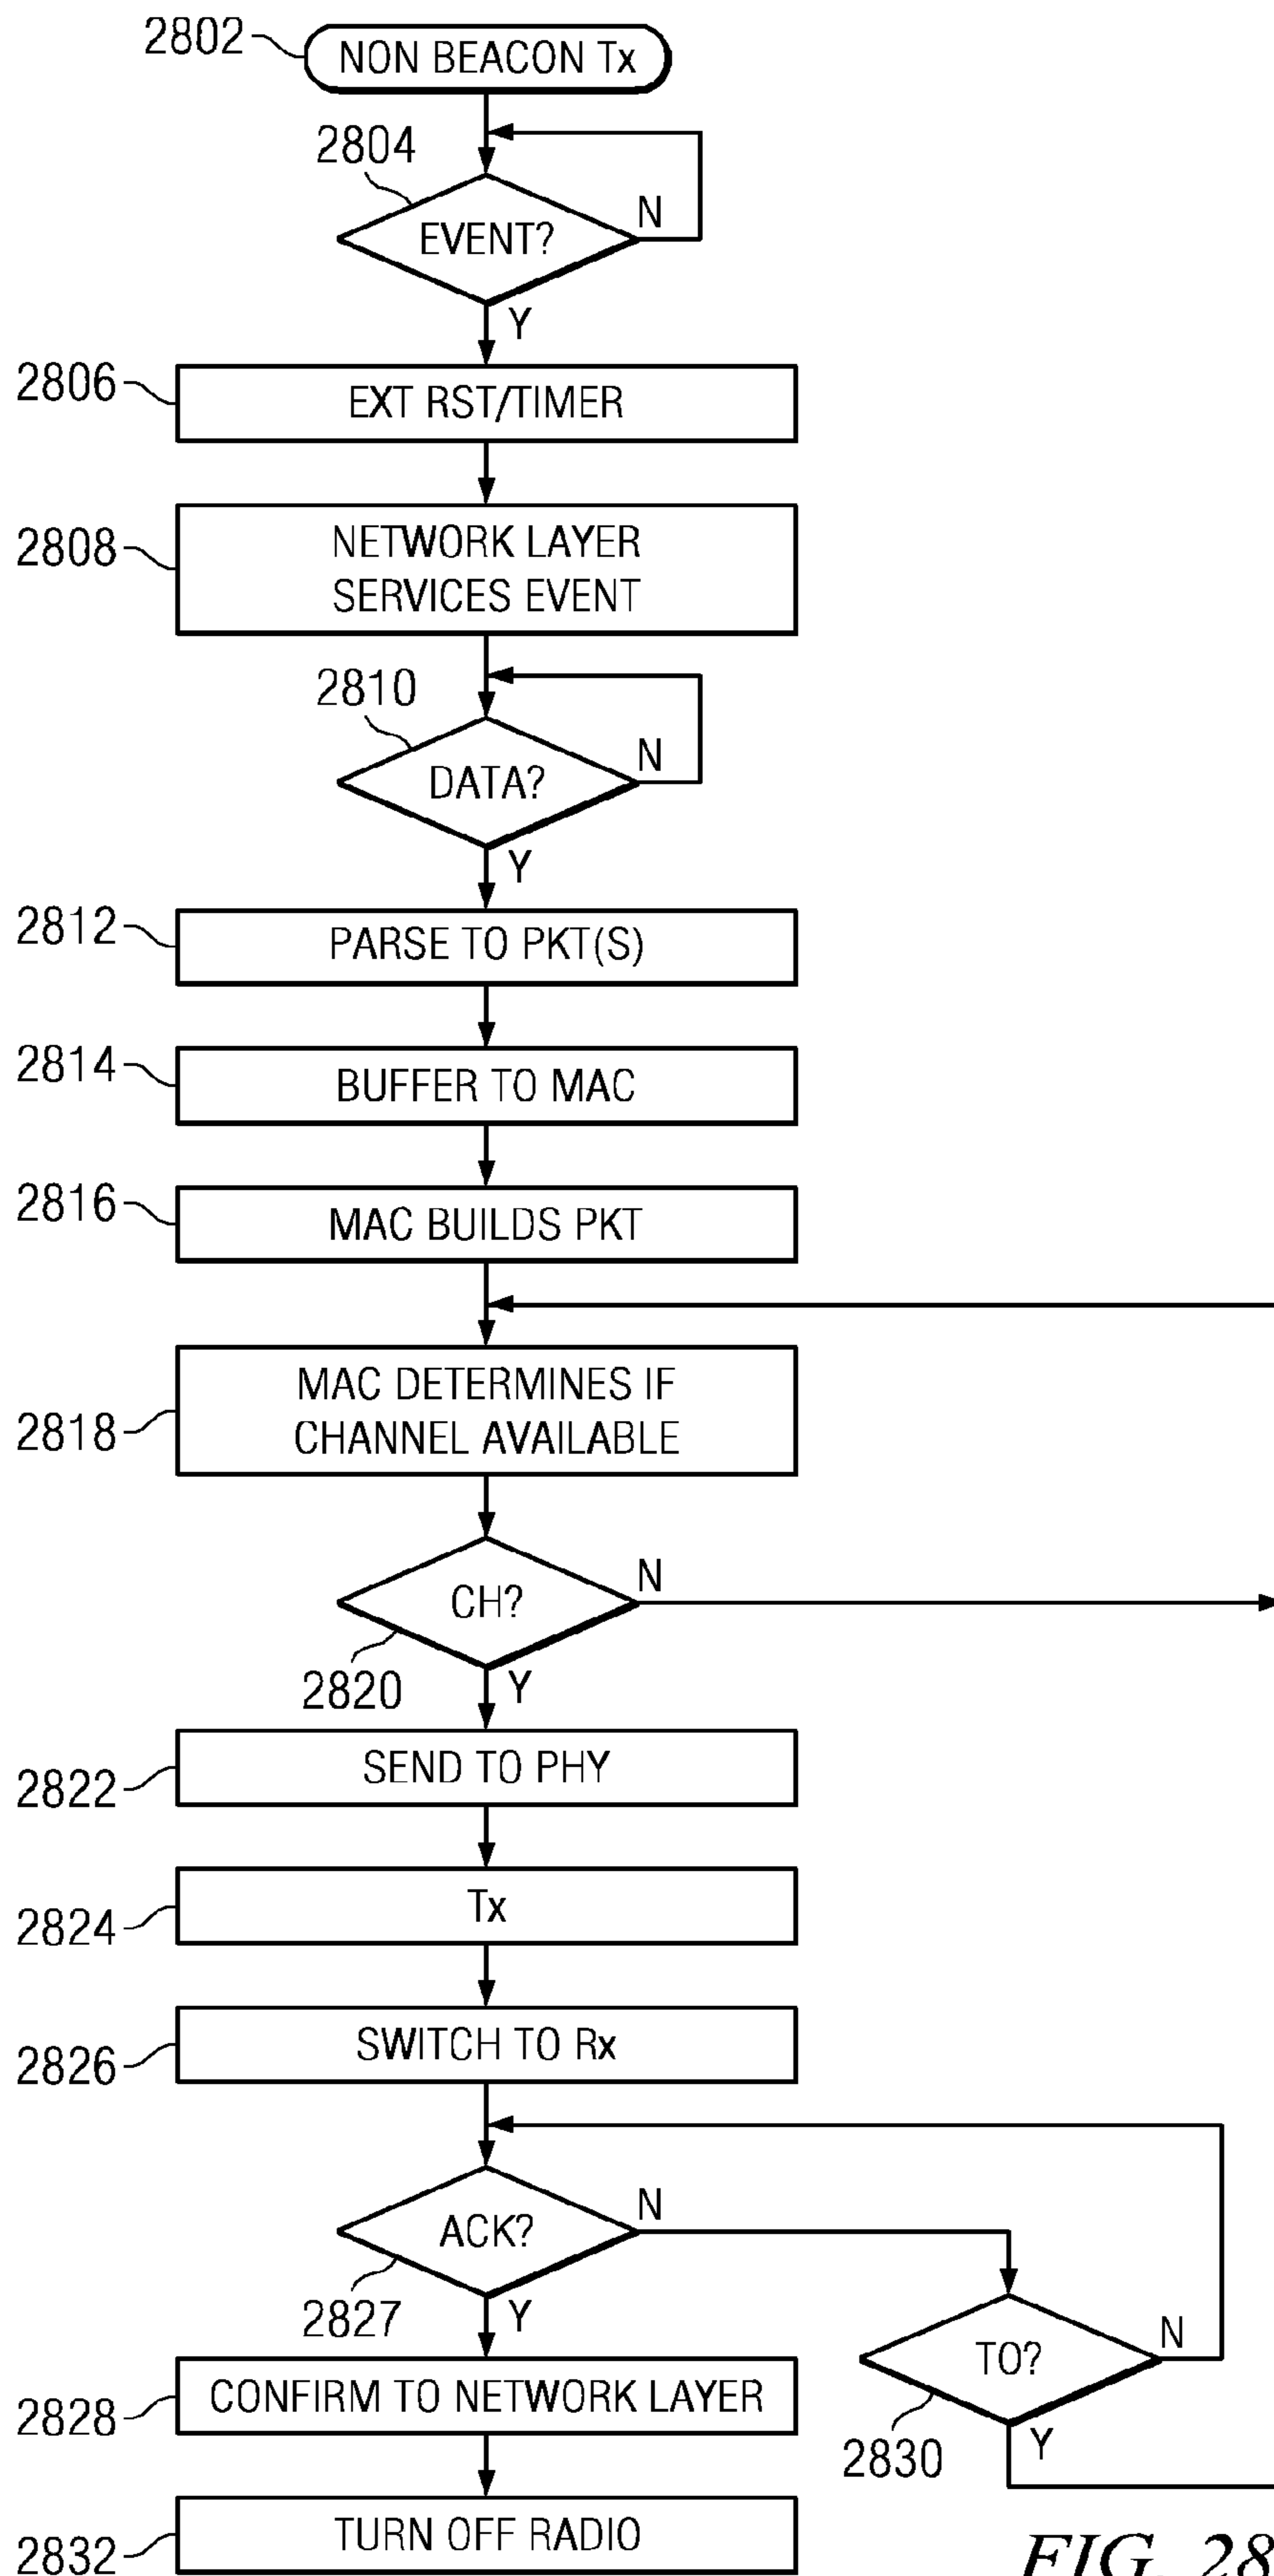 2802
NON BEACON Tx
2804
EVENT?
N
Y
2806
EXT RST/TIMER
2808
NETWORK LAYER
SERVICES EVENT
2810
DATA?
N
Y
2812
PARSE TO PKT(S)
2814
BUFFER TO MAC
2816
MAC BUILDS PKT
2818
MAC DETERMINES IF
CHANNEL AVAILABLE
CH?
N
2820
Y
2822
SEND TO PHY
2824
Tx
2826
SWITCH TO Rx
ACK?
N
2827
Y
TO?
N
2830
Y
2828
CONFIRM TO NETWORK LAYER
2832
TURN OFF RADIO
FIG. 28